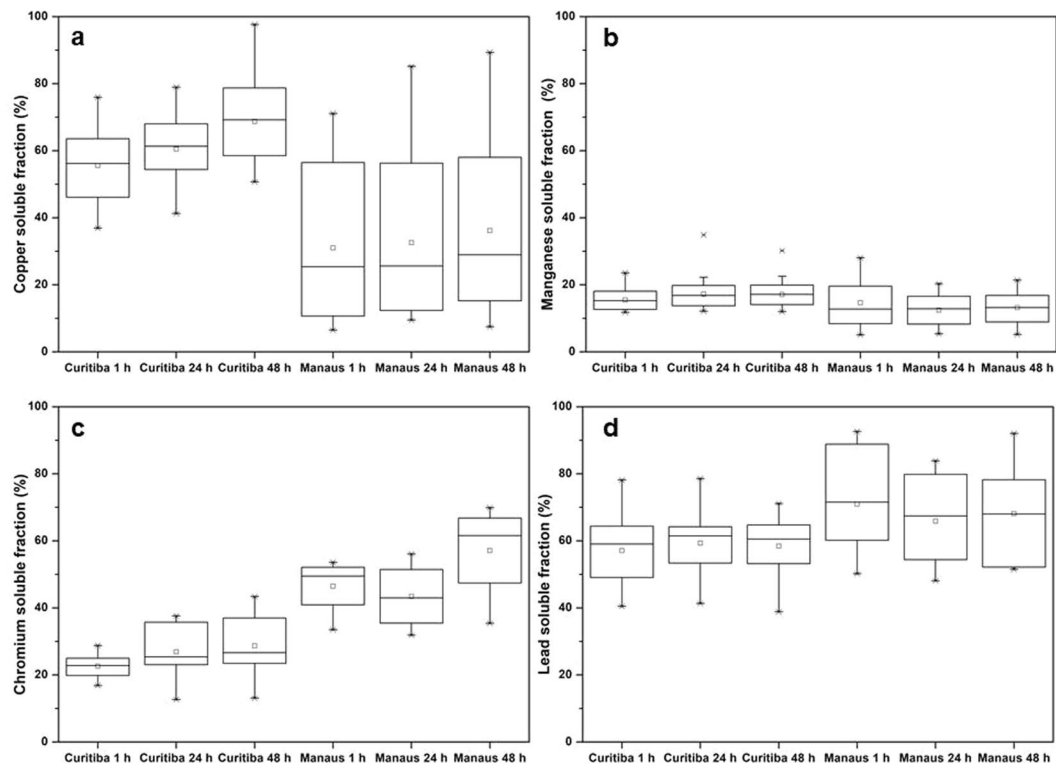 a
Copper soluble fraction (%)
100
80
60
40
20
0
Curitiba 1 h Curitiba 24 h Curitiba 48 h Manaus 1 h Manaus 24 h Manaus 48 h
b
Manganese soluble fraction (%)
100
80
60
40
20
0
Curitiba 1 h Curitiba 24 h Curitiba 48 h Manaus 1 h Manaus 24 h Manaus 48 h
c
Chromium soluble fraction (%)
100
80
60
40
20
0
Curitiba 1 h Curitiba 24 h Curitiba 48 h Manaus 1 h Manaus 24 h Manaus 48 h
d
Lead soluble fraction (%)
100
80
60
40
20
0
Curitiba 1 h Curitiba 24 h Curitiba 48 h Manaus 1 h Manaus 24 h Manaus 48 h